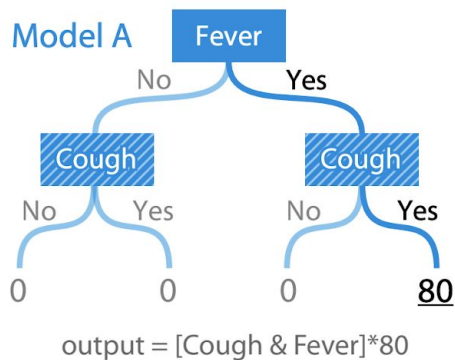 Model A
Fever
No Yes
Cough Cough
No Yes No Yes
0 0 0 80
output = [Cough & Fever]*80